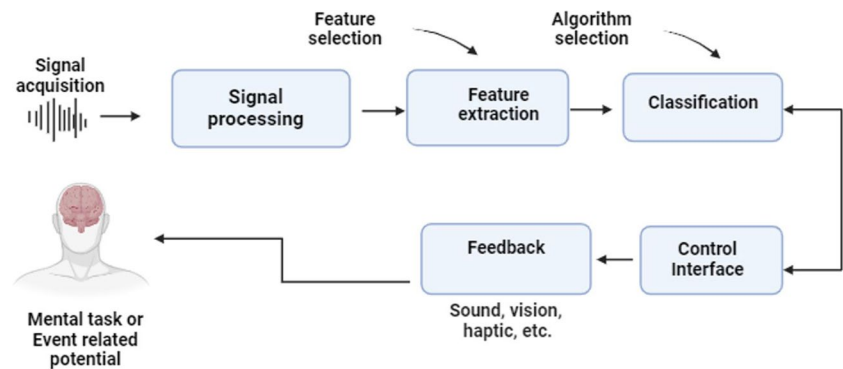 Feature
selection
Algorithm
selection
Signal
acquisition
Signal
processing
Feature
extraction
Classification
Feedback
Control
Interface
Sound, vision,
haptic, etc.
Mental task or
Event related
potential